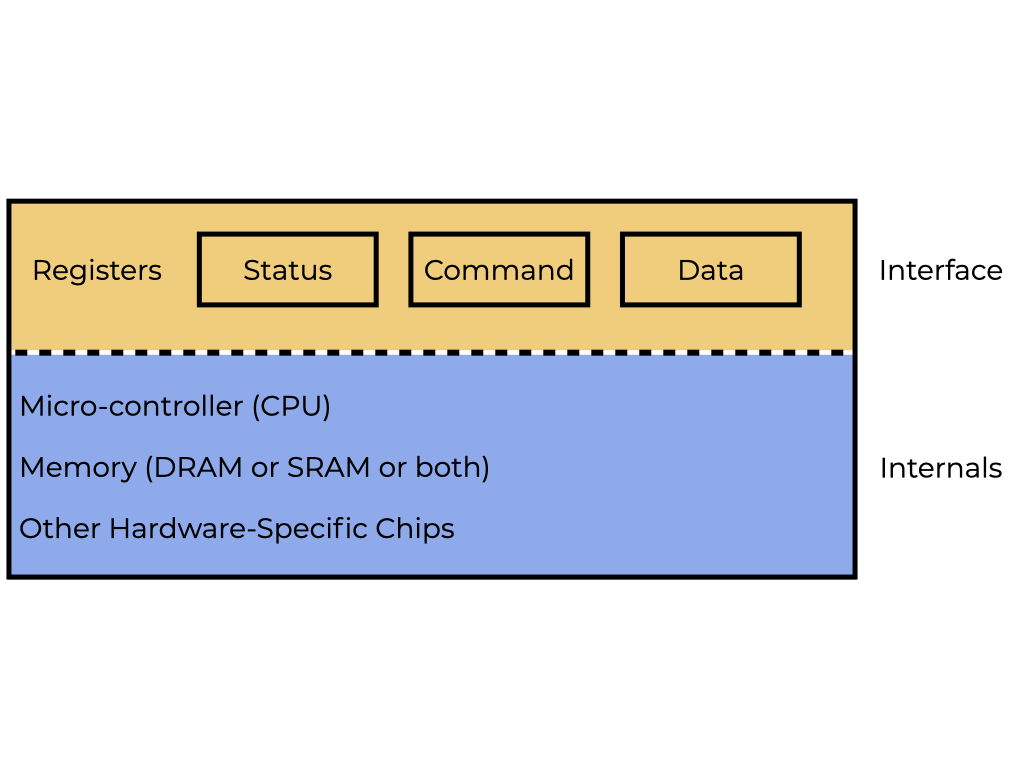 Registers Status Command Data Interface
Micro-controller (CPU)
Memory (DRAM or SRAM or both) Internals
Other Hardware-Specific Chips